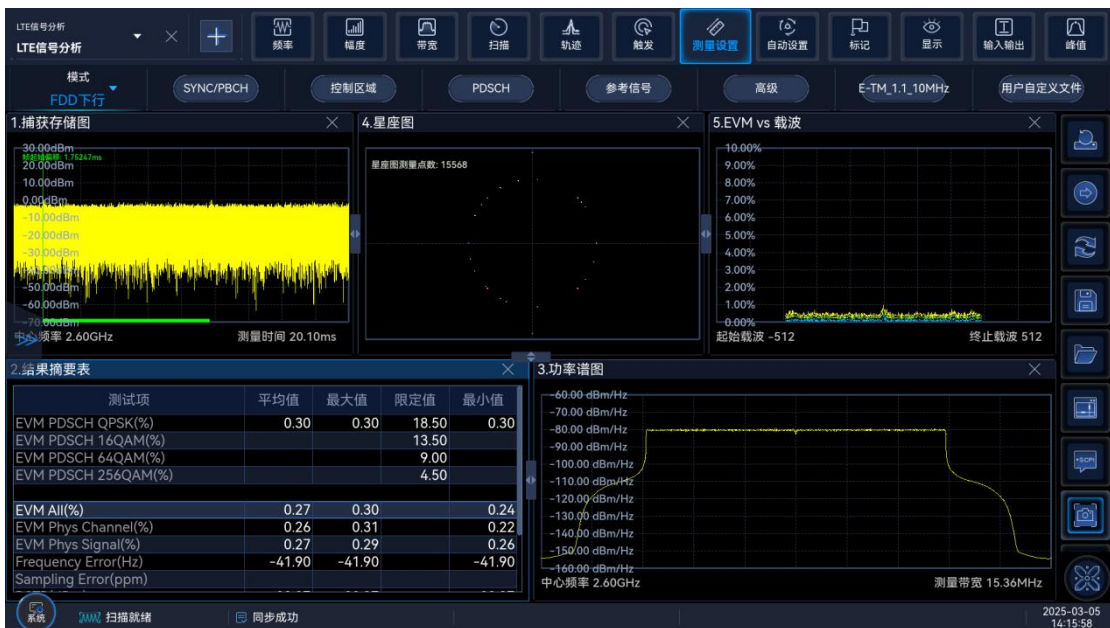 LTE信号分析
LTE信号分析
频率
幅度
带宽
扫描
轨迹
触发
测量设置
自动设置
标记
显示
输入输出
峰值
模式
FDD下行
SYNC/PBCH
控制区域
PDSCH
参考信号
高级
E-TM_1.1_10MHz
用户自定义文件
1.捕获存储图
30.00dBm
帧起始偏移: 1.75247ms
20.00dBm
10.00dBm
0.00dBm
-10.00dBm
-20.00dBm
-30.00dBm
-50.00dBm
-60.00dBm
-70.00dBm
中心频率 2.60GHz
测量时间 20.10ms
4.星座图
星座图测量点数: 15568
5.EVM vs 载波
10.00%
9.00%
8.00%
7.00%
6.00%
5.00%
4.00%
3.00%
2.00%
1.00%
0.00%
起始载波 -512
终止载波 512
2.结果摘要表
测试项 平均值 最大值 限定值 最小值
EVM PDSCH QPSK(%) 0.30 0.30 18.50 0.30
EVM PDSCH 16QAM(%) 13.50
EVM PDSCH 64QAM(%) 9.00
EVM PDSCH 256QAM(%) 4.50
EVM All(%) 0.27 0.30 0.24
EVM Phys Channel(%) 0.26 0.31 0.22
EVM Phys Signal(%) 0.27 0.29 0.26
Frequency Error(Hz) -41.90 -41.90 -41.90
Sampling Error(ppm)
3.功率谱图
-60.00 dBm/Hz
-70.00 dBm/Hz
-80.00 dBm/Hz
-90.00 dBm/Hz
-100.00 dBm/Hz
-110.00 dBm/Hz
-120.00 dBm/Hz
-130.00 dBm/Hz
-140.00 dBm/Hz
-150.00 dBm/Hz
-160.00 dBm/Hz
中心频率 2.60GHz
测量带宽 15.36MHz
SCPI
系统
扫描就绪
同步成功
2025-03-05
14:15:58